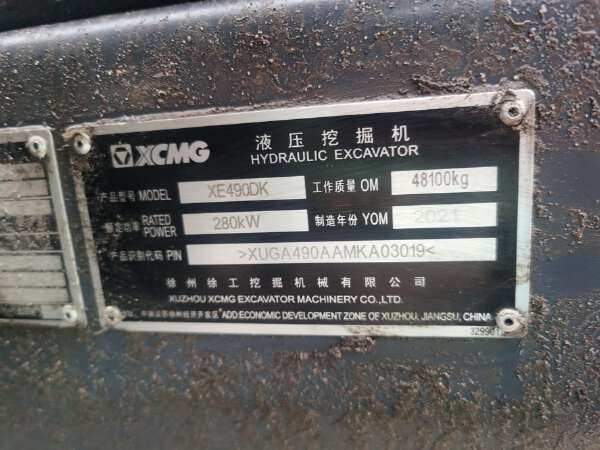 XCMG 液压挖掘机
HYDRAULIC EXCAVATOR
产品型号 MODEL XE490DK 工作质量 OM 48100kg
额定功率 RATED POWER 280kW 制造年份 YOM 2021
产品识别代码 PIN >XUGA490AAMKA03019<
徐州徐工挖掘机械有限公司
XUZHOU XCMG EXCAVATOR MACHINERY CO.,LTD.
ADD:ECONOMIC DEVELOPMENT ZONE OF XUZHOU, JIANGSU, CHINA